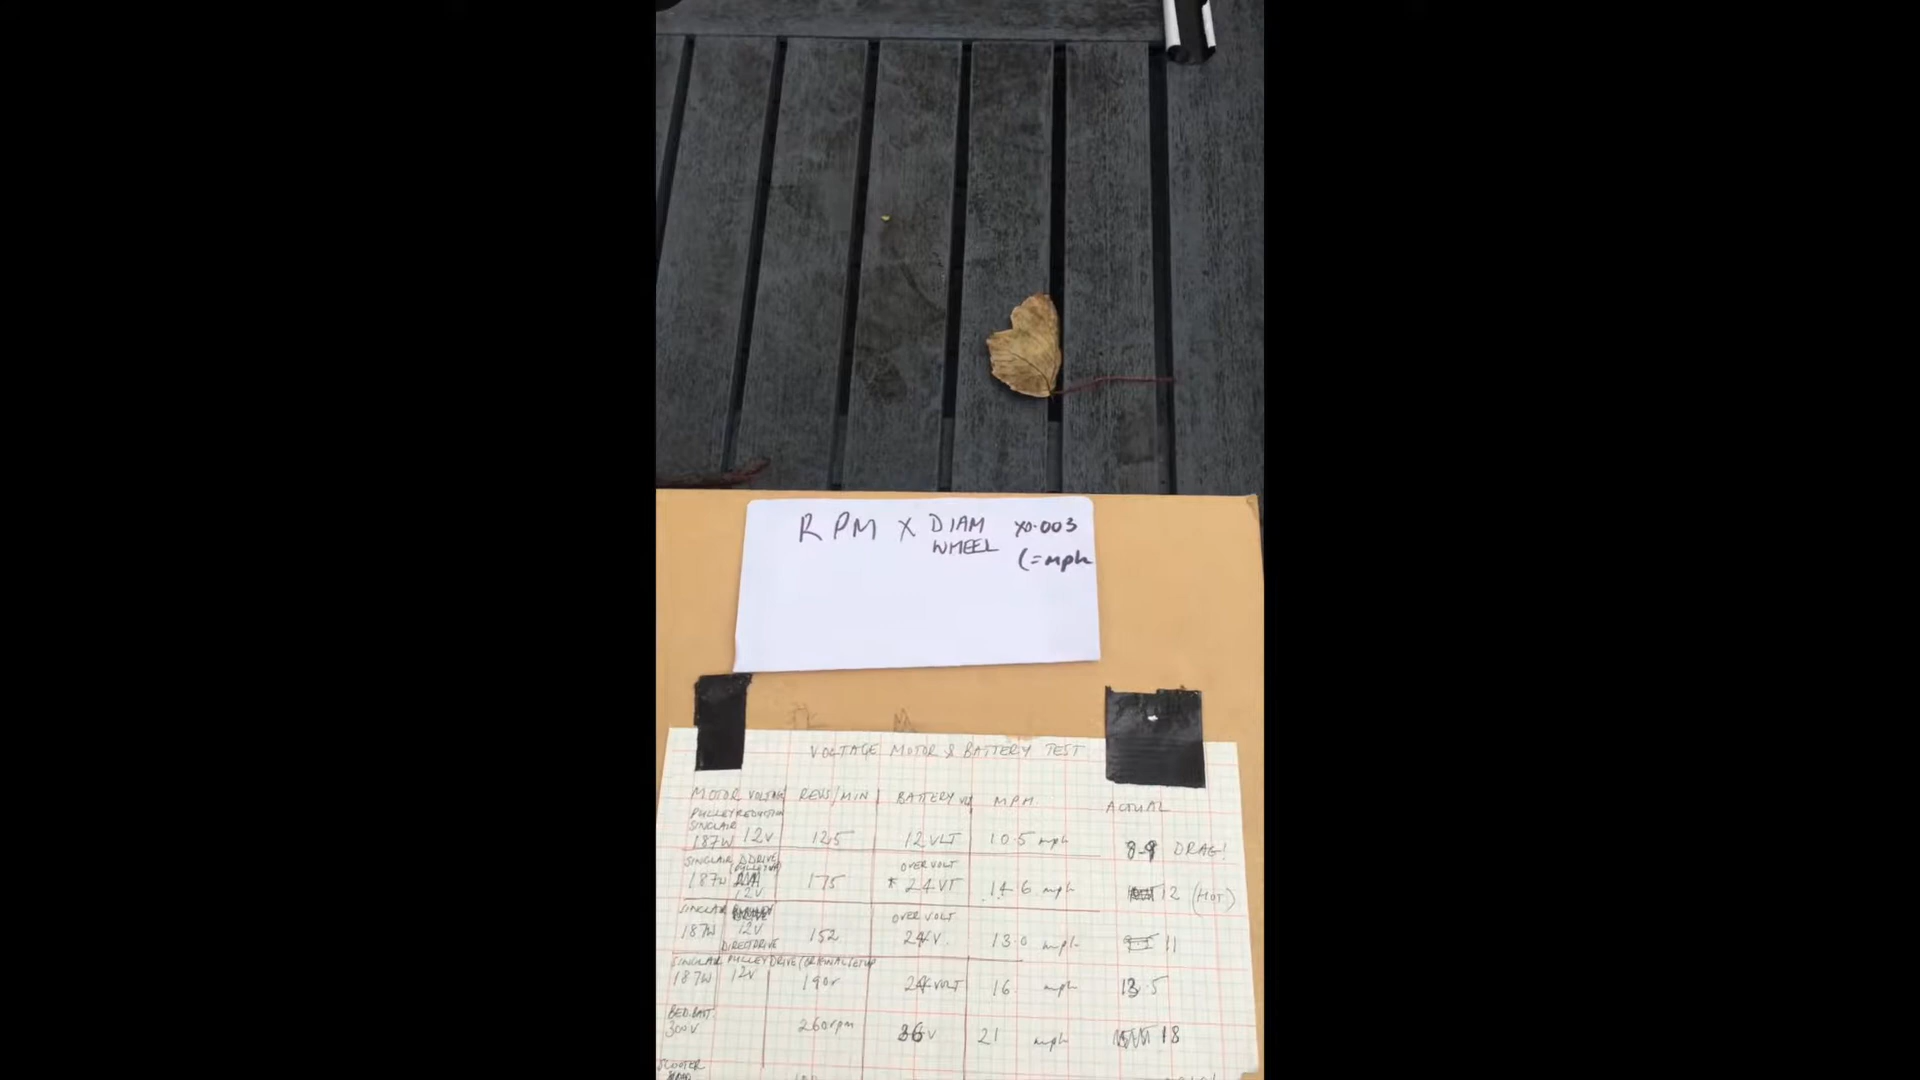 RPM X DIAM X0.003
WHEEL (=mph
VOLTAGE MOTOR & BATTERY TEST
MOTOR VOLTAGE REVS/MIN BATTERY MPH ACTUAL
PULLEY REDUCTION
SINCLAIR
187W 12V 125 12VLT 10.5 mph 8-9 DRAG!
SINCLAIR DRIVE OVER VOLT
187W 12V 175 * 24VT 14.6 mph 12 (HOT)
SINCLAIR OVER VOLT
187W 12V 152 24V. 13.0 mph 11
DIRECT DRIVE
SINCLAIR PULLEY DRIVE/ORIGINAL SETUP
187W 12V 190r 24VOLT 16 mph 13.5
300V 260rpm 36V 21 mph 18
SCOOTER